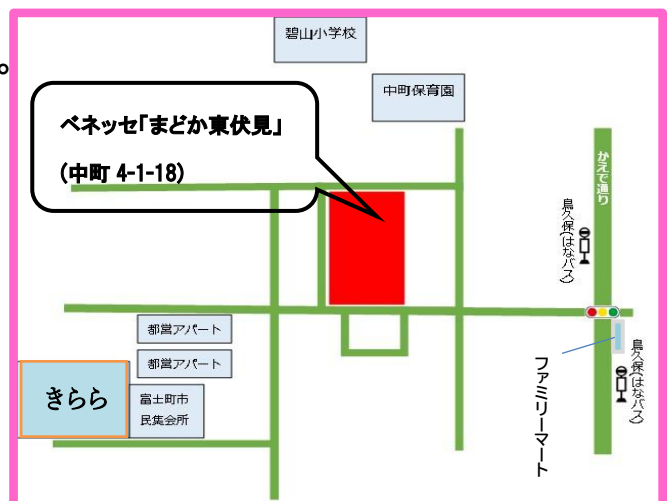 碧山小学校
。
中町保育園
ベネッセ「まどか東伏見」
(中町 4-1-18)
かえで通り
鳥久保(はなバス)
都営アパート
都営アパート
きらら
富士町市
民集会所
ファミリーマート
鳥久保(はなバス)